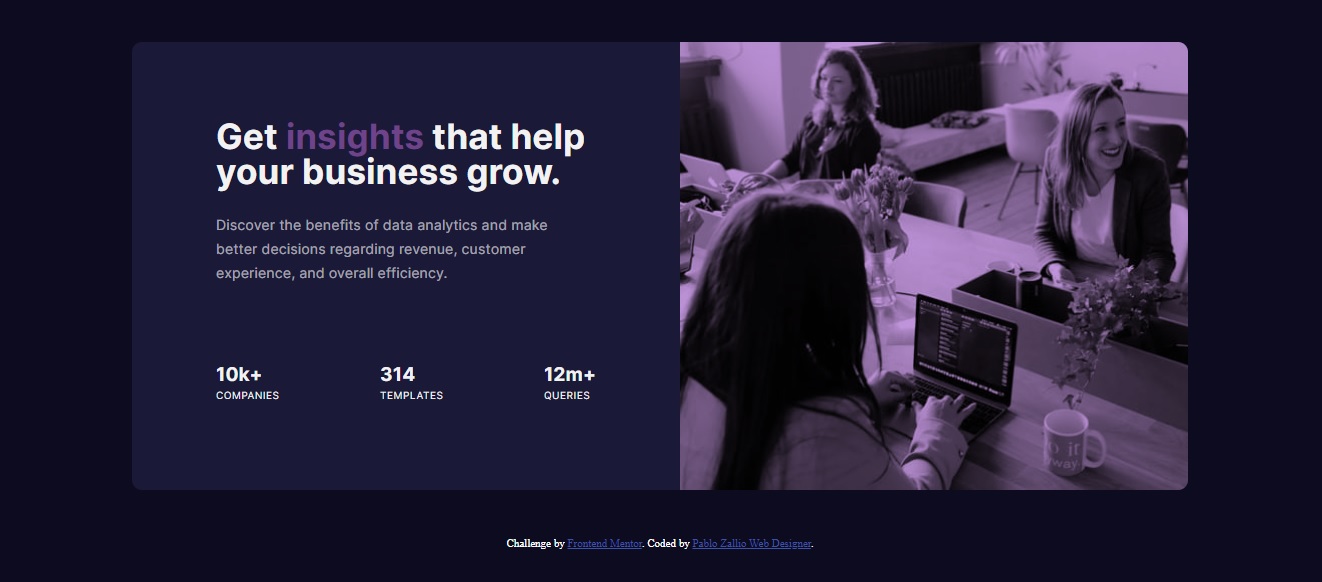 Get insights that help
your business grow.
Discover the benefits of data analytics and make
better decisions regarding revenue, customer
experience, and overall efficiency.
10k+ 314 12m+
COMPANIES TEMPLATES QUERIES
Challenge by Frontend Mentor. Coded by Pablo Zallio Web Designer.